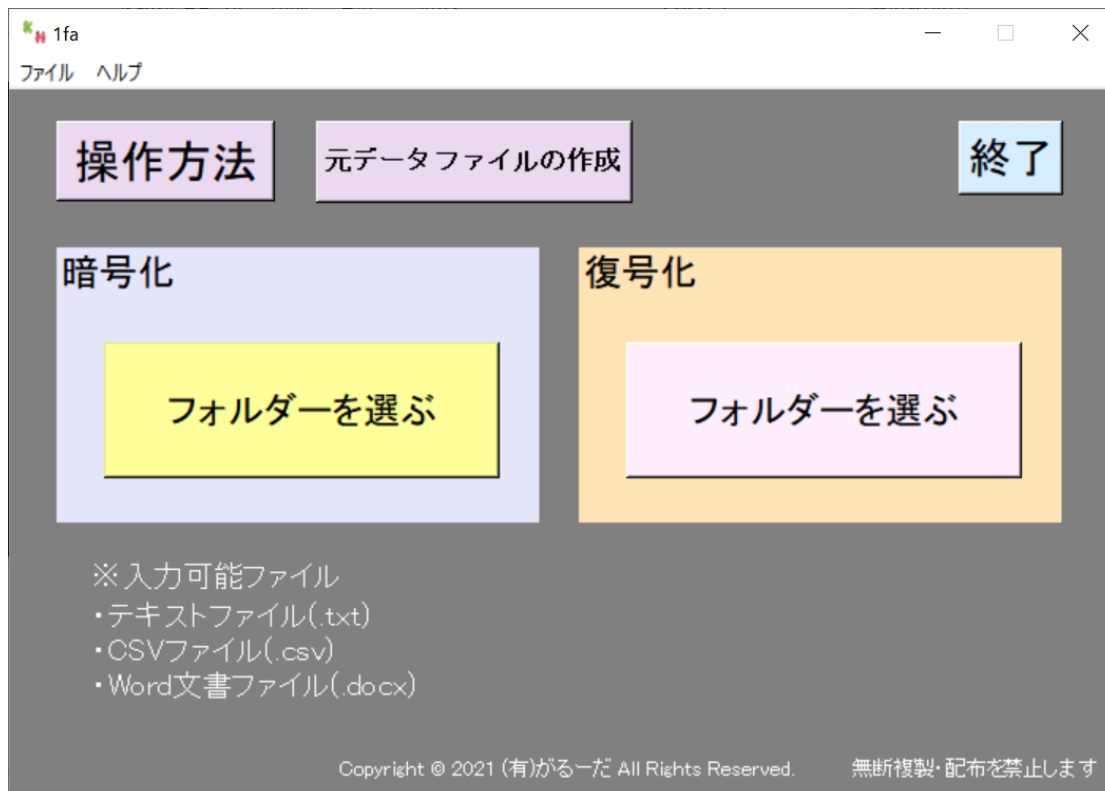 1fa
ファイル ヘルプ
操作方法 元データファイルの作成 終了
暗号化 復号化
フォルダーを選ぶ フォルダーを選ぶ
※入力可能ファイル
・テキストファイル(.txt)
・CSVファイル(.csv)
・Word文書ファイル(.docx)
Copyright © 2021 (有)がるーだ All Rights Reserved. 無断複製・配布を禁止します